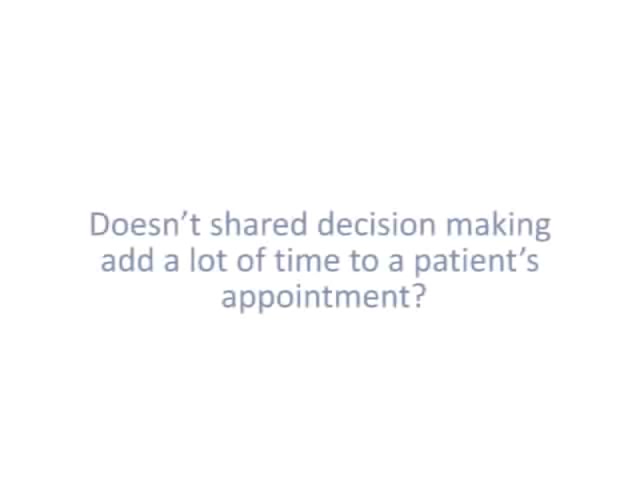 Doesn’t shared decision making
add a lot of time to a patient’s
appointment?